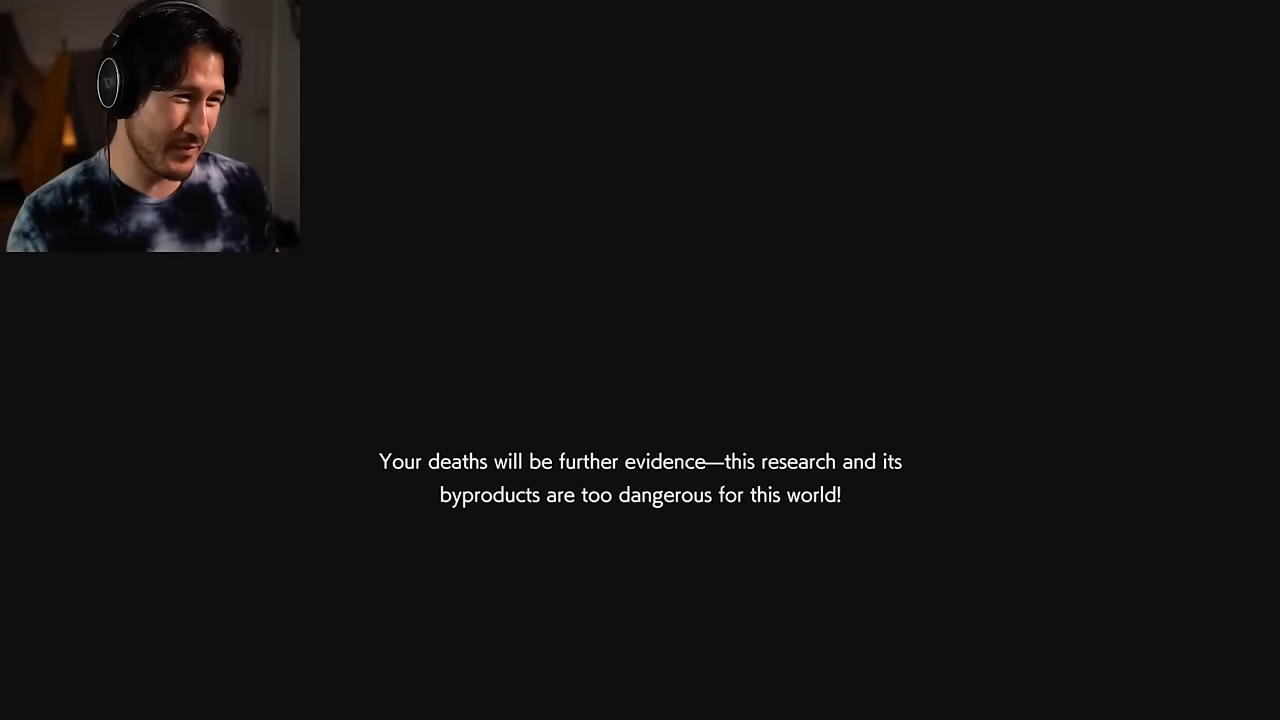 Your deaths will be further evidence—this research and its
byproducts are too dangerous for this world!